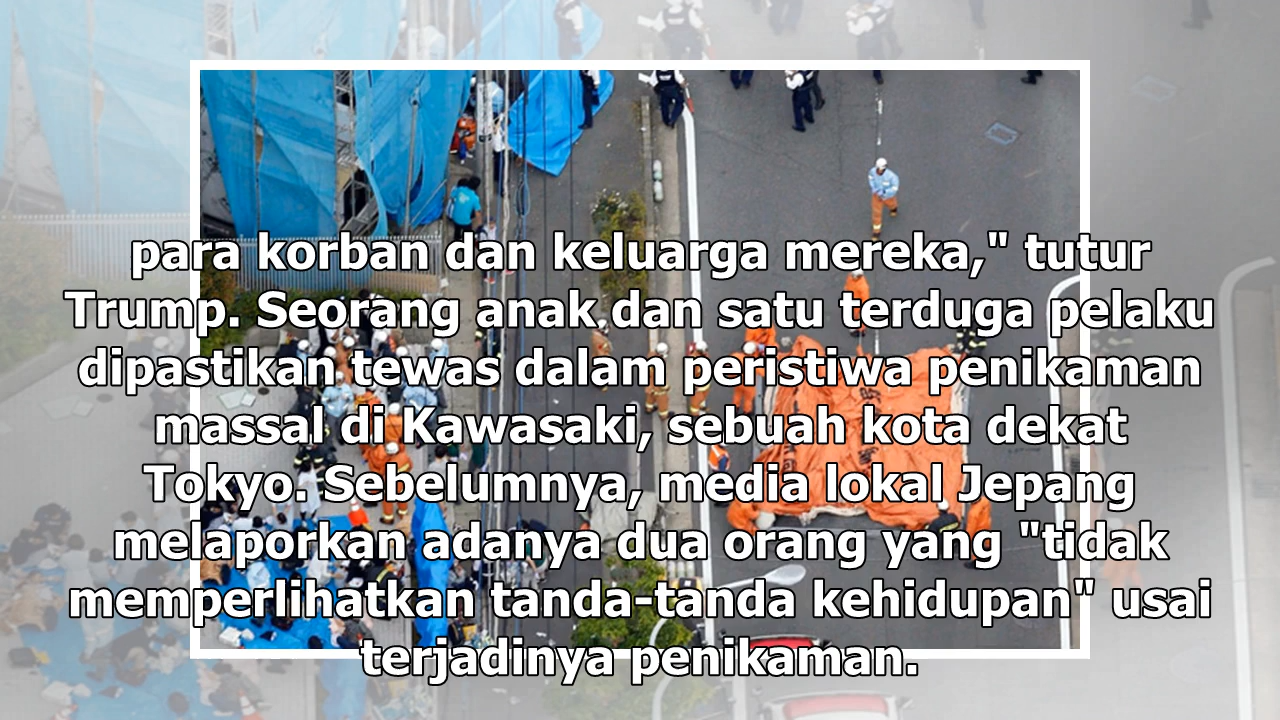 para korban dan keluarga mereka," tutur
Trump. Seorang anak dan satu terduga pelaku
dipastikan tewas dalam peristiwa penikaman
massal di Kawasaki, sebuah kota dekat
Tokyo. Sebelumnya, media lokal Jepang
melaporkan adanya dua orang yang "tidak
memperlihatkan tanda-tanda kehidupan" usai
terjadinya penikaman.